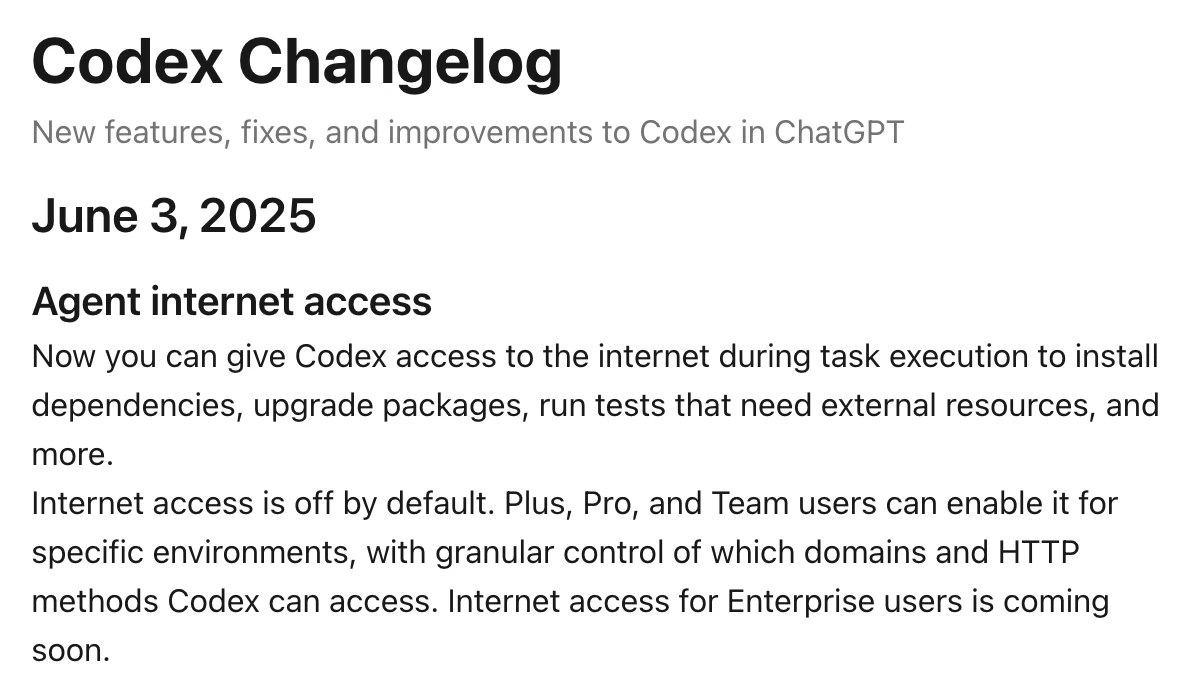 Codex Changelog
New features, fixes, and improvements to Codex in ChatGPT
June 3, 2025
Agent internet access
Now you can give Codex access to the internet during task execution to install
dependencies, upgrade packages, run tests that need external resources, and
more.
Internet access is off by default. Plus, Pro, and Team users can enable it for
specific environments, with granular control of which domains and HTTP
methods Codex can access. Internet access for Enterprise users is coming
soon.